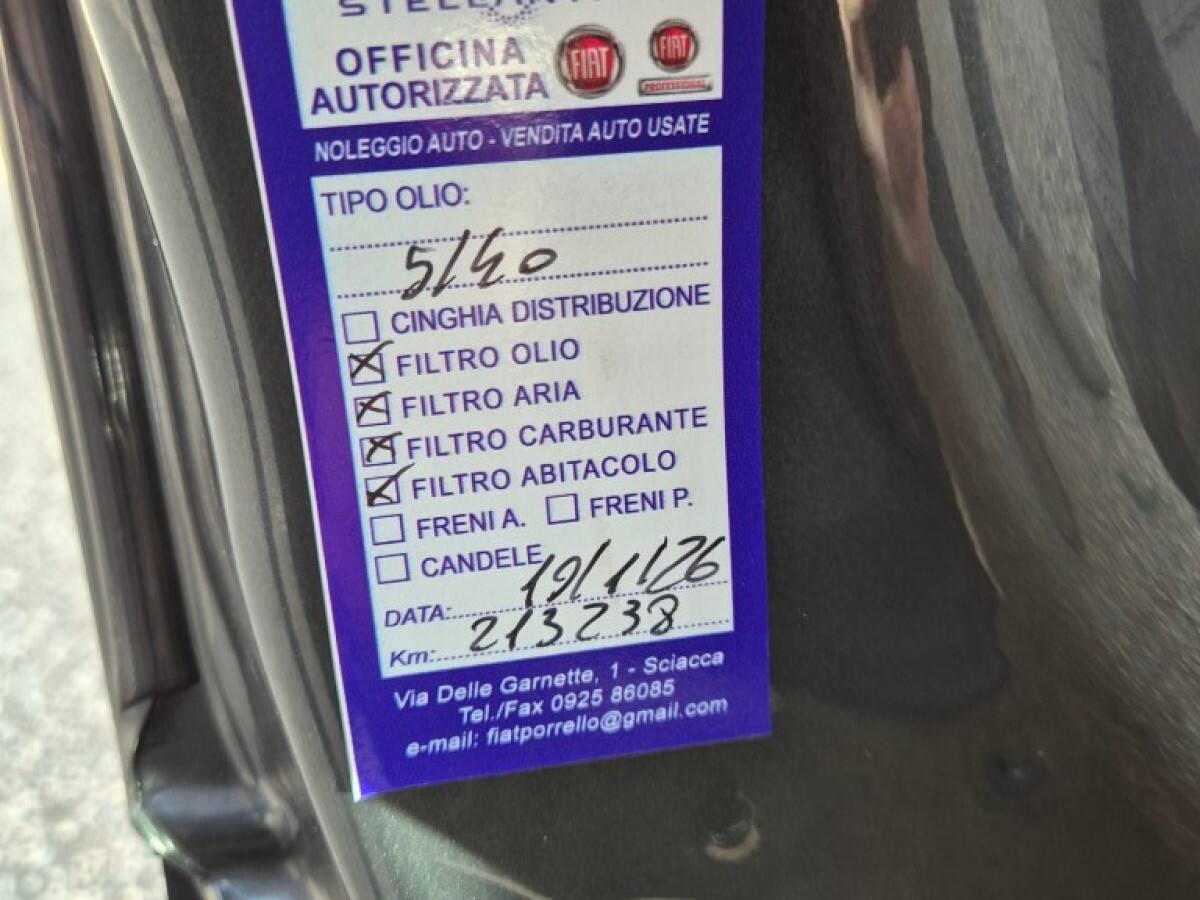 STELLANTIS
OFFICINA
AUTORIZZATA
FIAT
FIAT
PROFESSIONAL
NOLEGGIO AUTO - VENDITA AUTO USATE
TIPO OLIO:
5/40
CINGHIA DISTRIBUZIONE
FILTRO OLIO
FILTRO ARIA
FILTRO CARBURANTE
FILTRO ABITACOLO
FRENI A. FRENI P.
CANDELE
DATA: 19/1/26
Km: 213238
Via Delle Garnette, 1 - Sciacca
Tel./Fax 0925 86085
e-mail: fiatporrello@gmail.com